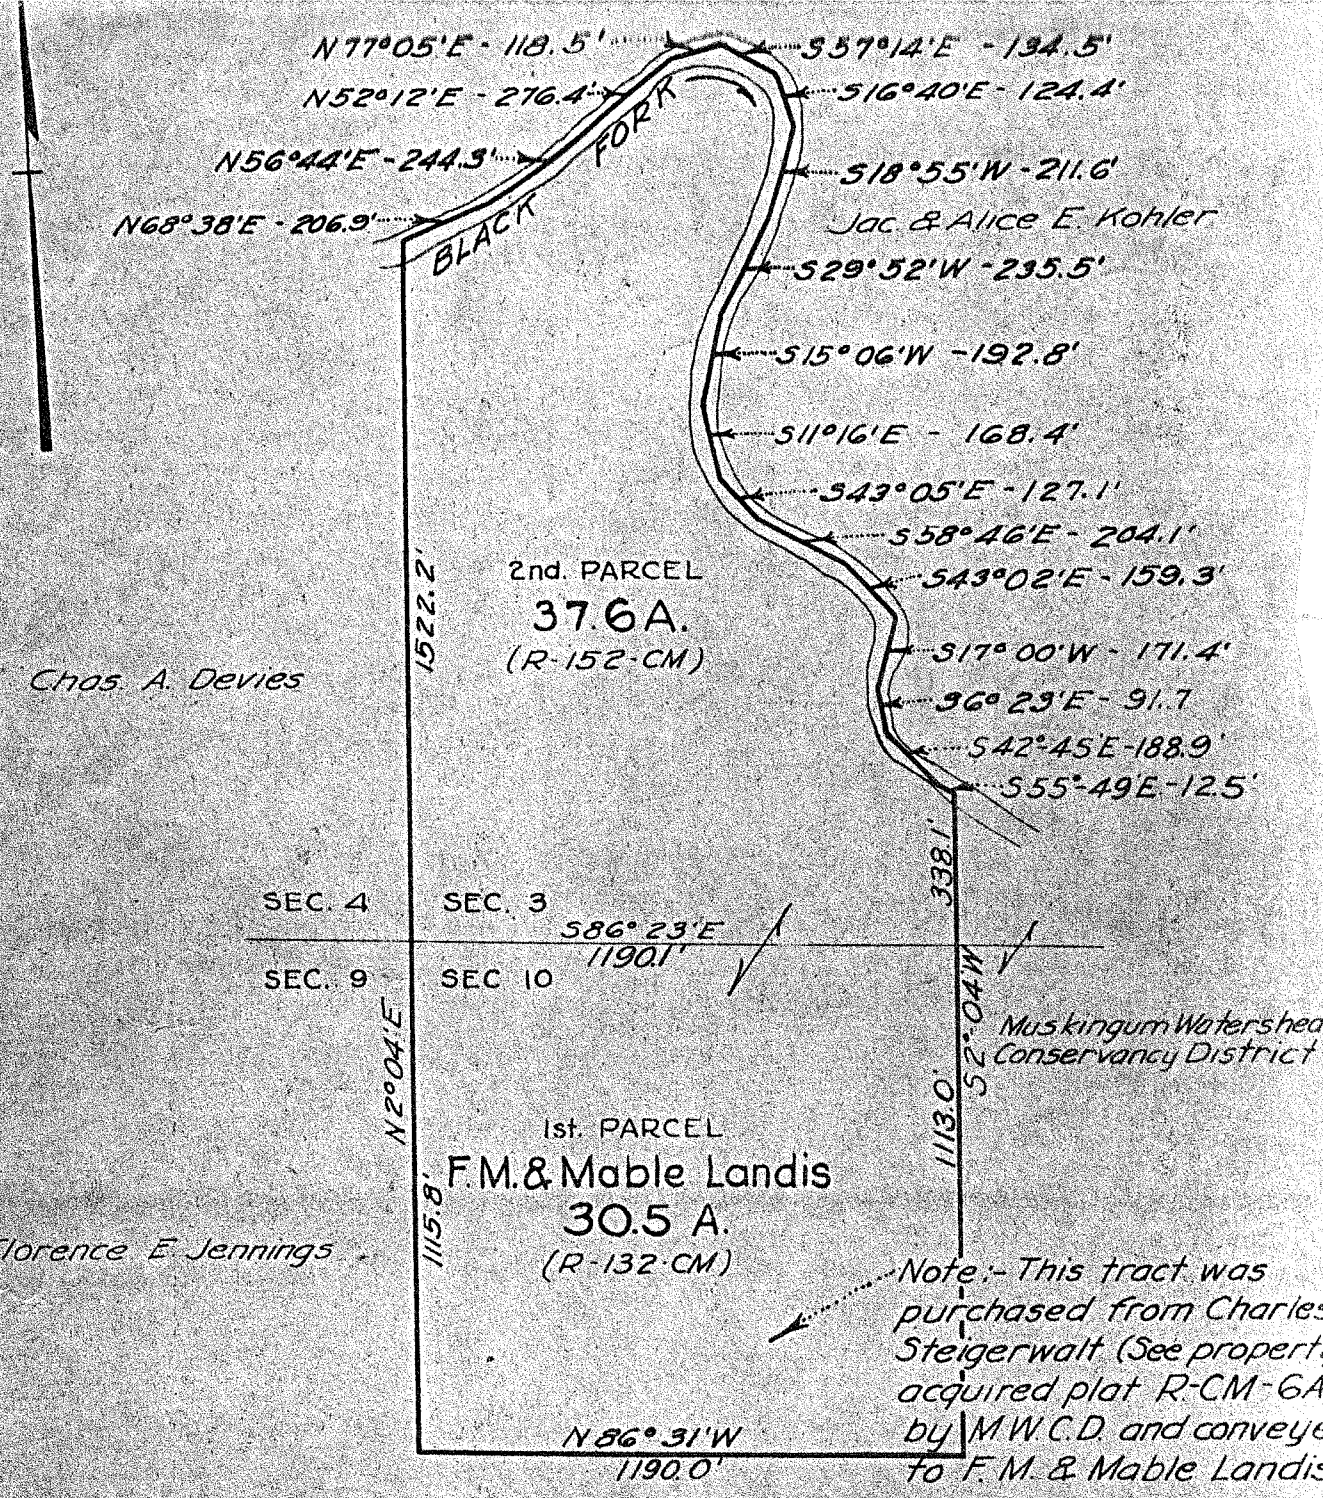 N77°05'E - 118.5'
S57°14'E - 134.5'
N52°12'E - 276.4'
S16°40'E - 124.4'
FORK
N56°44'E - 244.3'
S18°55'W - 211.6'
N68°38'E - 206.9'
BLACK
Jac. & Alice E. Kohler
S29°52'W - 235.5'
S15°06'W - 192.8'
S11°16'E - 168.4'
S43°05'E - 127.1'
S58°46'E - 204.1'
2nd. PARCEL
S43°02'E - 159.3'
37.6 A.
1522.2'
(R-152-CM)
S17°00'W - 171.4'
Chas. A. Devies
S6°23'E - 91.7
S42°-45'E-188.9'
S55°-49'E-12.5'
338.1'
SEC. 4
SEC. 3
S86°23'E
1190.1'
SEC. 9
SEC 10
S2°-04'W
N2°04'E
Muskingum Watershed
Conservancy District
1113.0'
1st. PARCEL
F.M. & Mable Landis
1115.8'
30.5 A.
(R-132-CM)
Florence E Jennings
Note:- This tract was
purchased from Charles
Steigerwalt (See property
acquired plat R-CM-6A
by M.W.C.D. and conveye
to F.M. & Mable Landis
N86°31'W
1190.0'